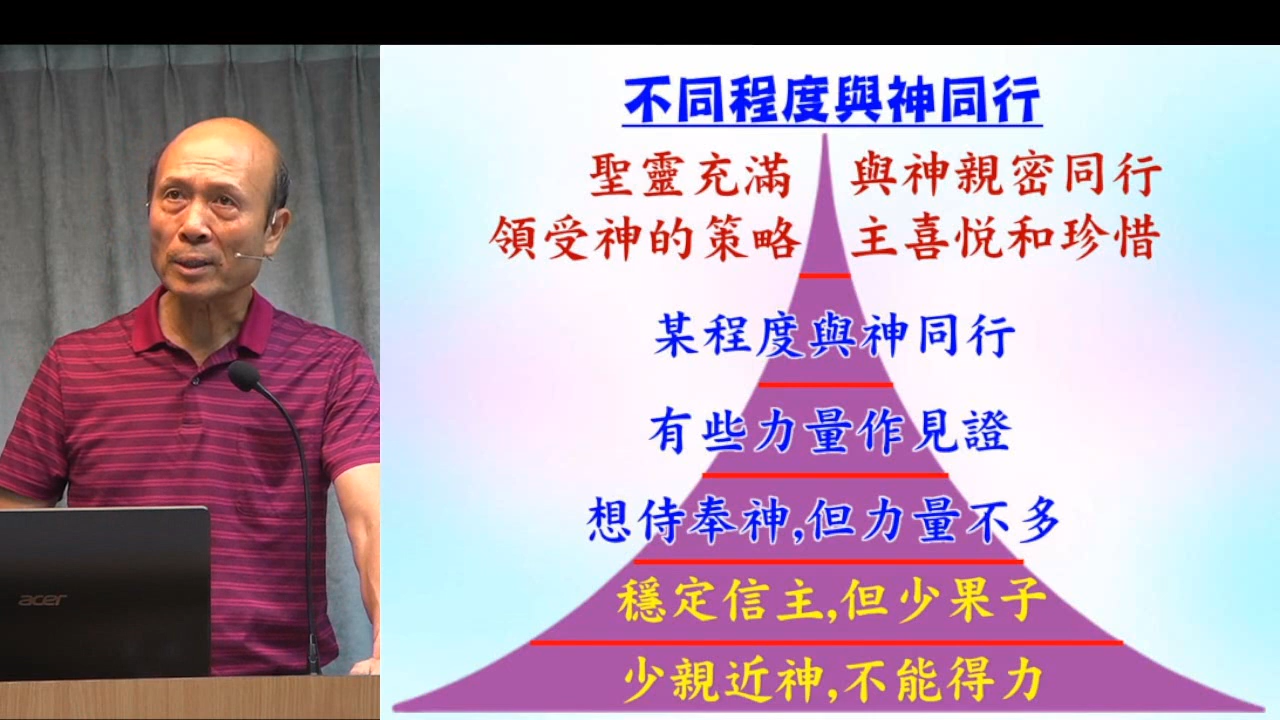 不同程度與神同行
聖靈充滿 與神親密同行
領受神的策略 主喜悅和珍惜
某程度與神同行
有些力量作見證
想侍奉神,但力量不多
穩定信主,但少果子
少親近神,不能得力
acer